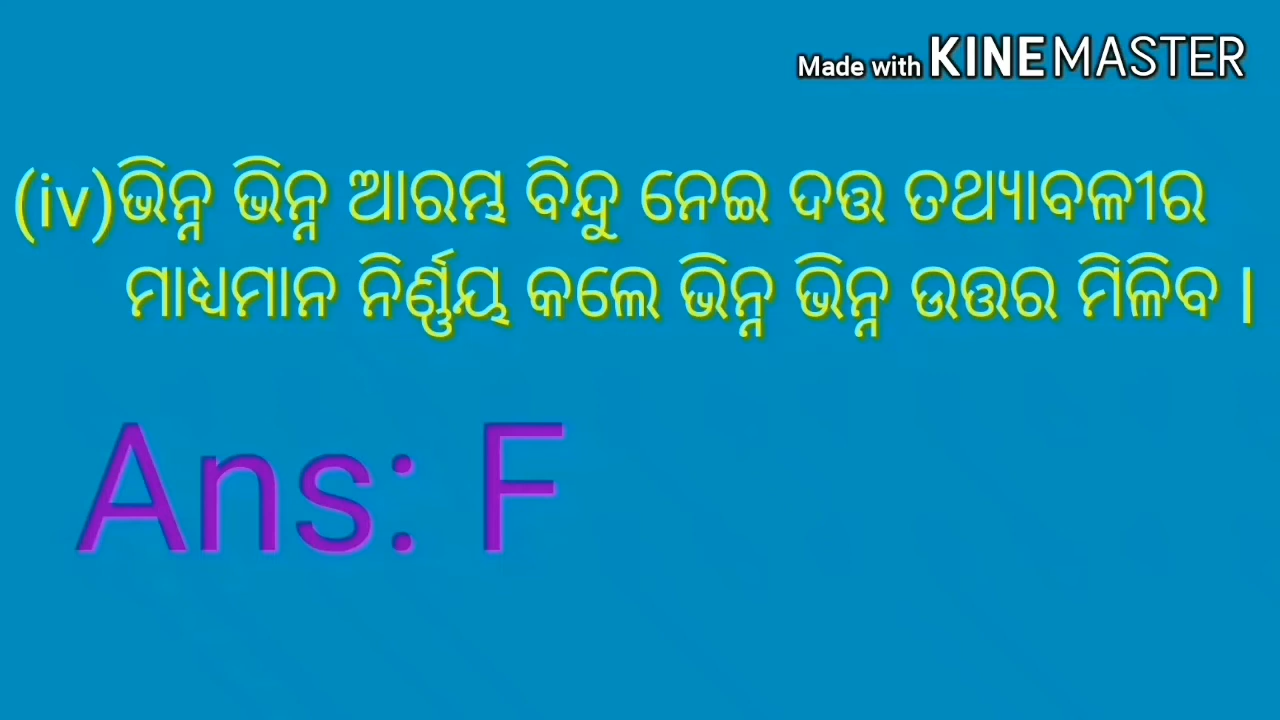 Made with KINEMASTER
(iv)ଭିନ୍ନ ଭିନ୍ନ ଆରମ୍ଭ ବିନ୍ଦୁ ନେଇ ଦତ୍ତ ତଥ୍ୟାବଳୀର
ମାଧ୍ୟମାନ ନିର୍ଣ୍ଣୟ କଲେ ଭିନ୍ନ ଭିନ୍ନ ଉତ୍ତର ମିଳିବ |
Ans: F